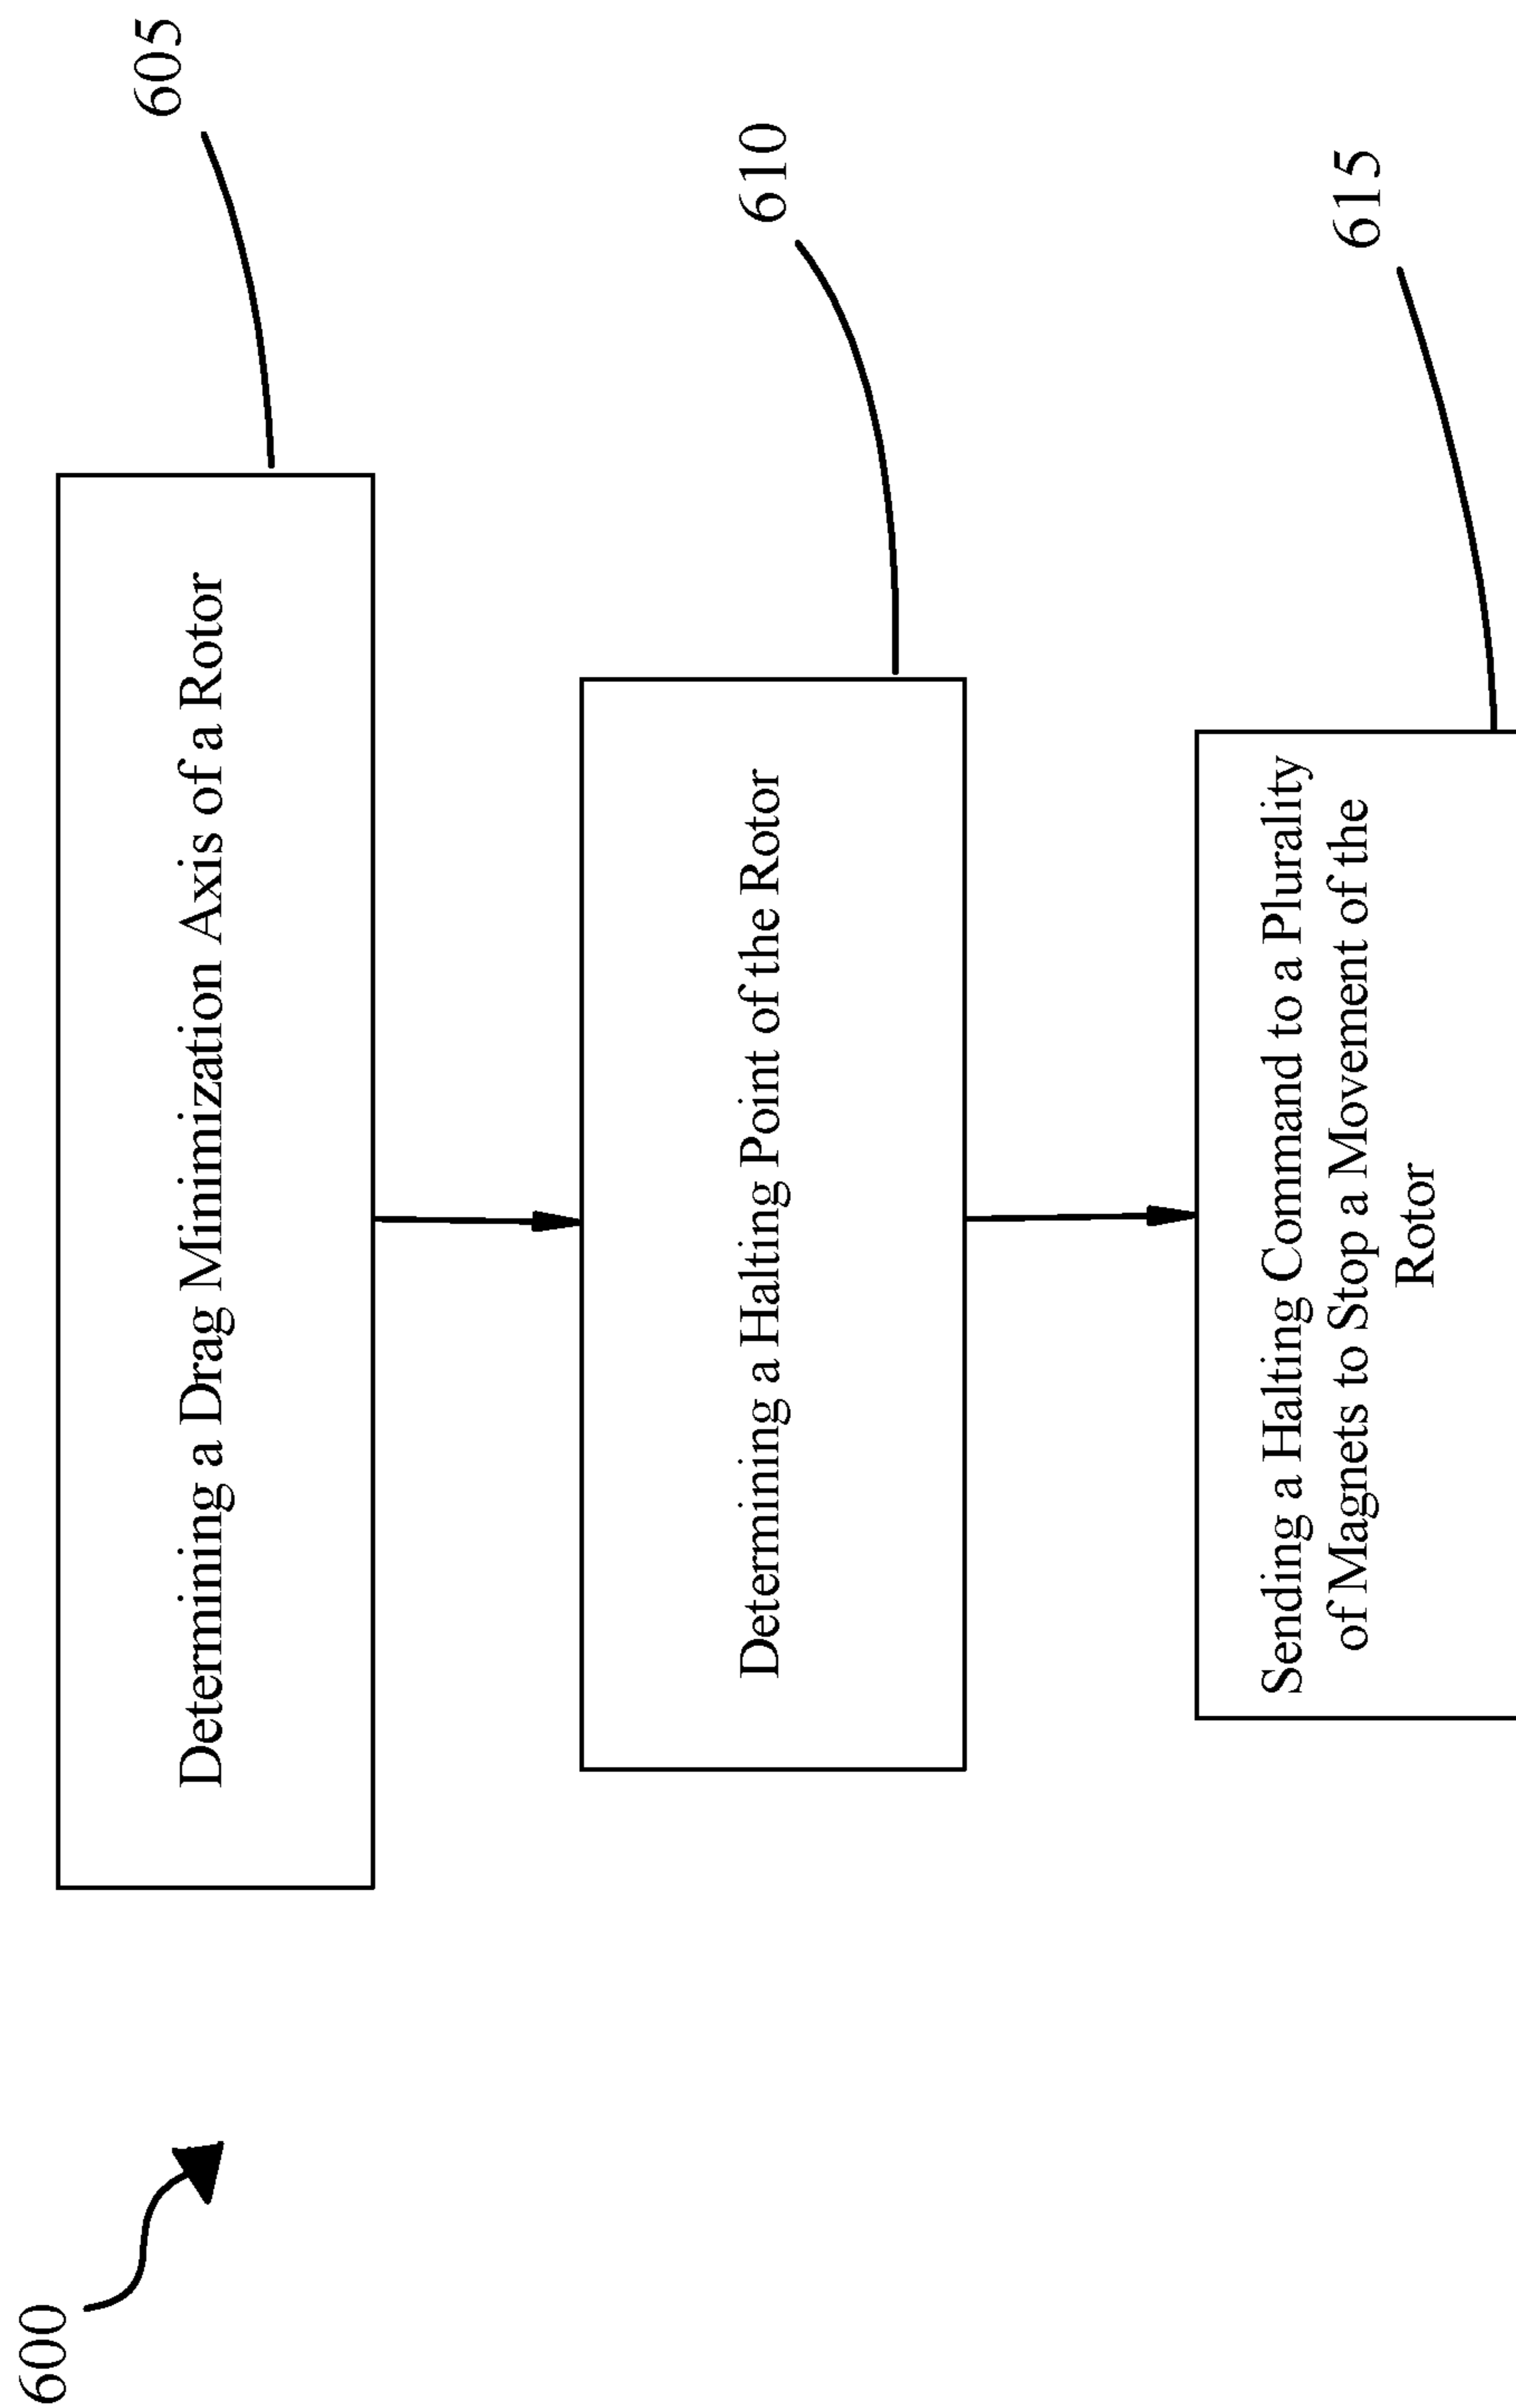 600
Determining a Drag Minimization Axis of a Rotor
605
Determining a Halting Point of the Rotor
610
Sending a Halting Command to a Plurality
of Magnets to Stop a Movement of the
Rotor
615